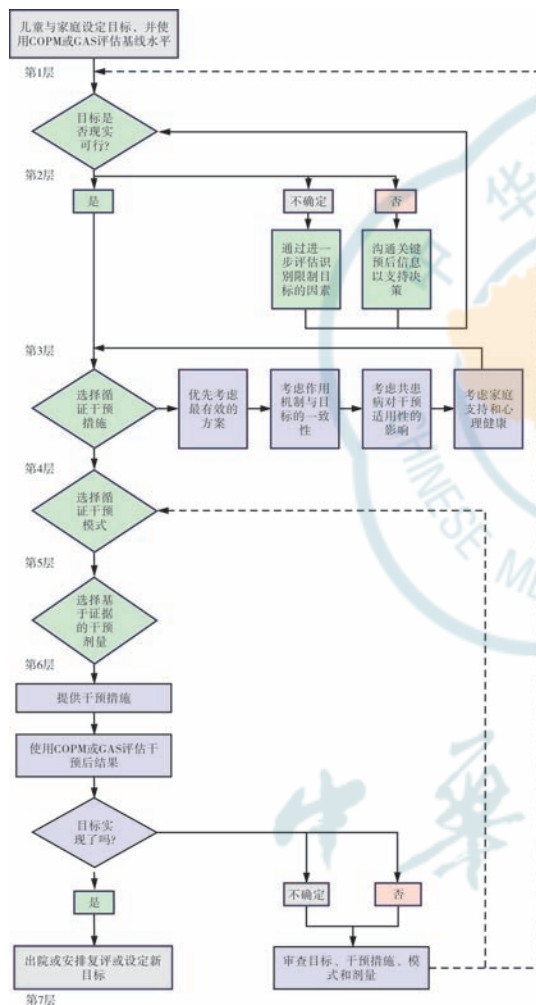 儿童与家庭设定目标，并使
用COPM或GAS评估基线水平
第1层
目标是
否现实
可行?
第2层
是
不确定
否
通过进一
步评估识
别限制目
标的因素
沟通关键
预后信息
以支持决
策
第3层
选择循
证干预
措施
优先考虑
最有效的
方案
考虑作用
机制与目
标的一致
性
考虑共患
病对干预
适用性的
影响
考虑家庭
支持和心
理健康
第4层
选择循
证干预
模式
第5层
选择基
于证据
的干预
剂量
第6层
提供干预措施
使用COPM或GAS评估干
预后结果
目标实
现了吗?
不确定
否
是
出院或安排复评或设定新
目标
审查目标、干预措施、模
式和剂量
第7层
中华
CHINESE ME
中华